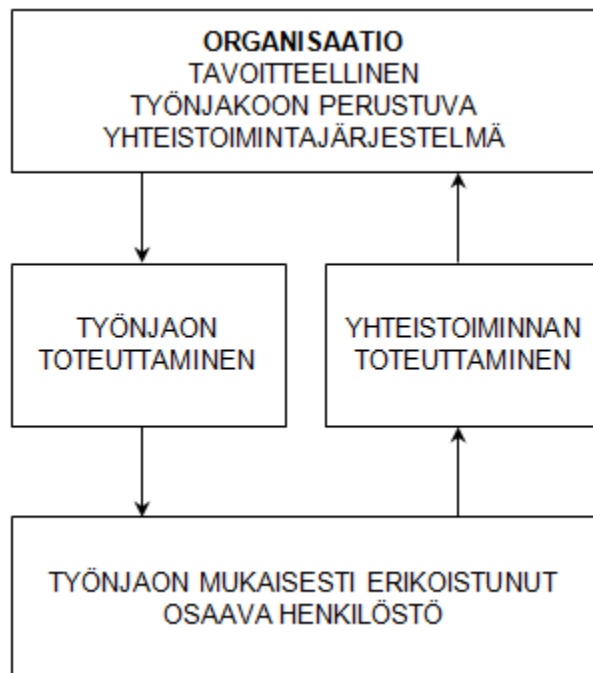 ORGANISAATIO
TAVOITTEELLINEN
TYÖNJAKOON PERUSTUVA
YHTEISTOIMINTAJÄRJESTELMÄ
TYÖNJAON
TOTEUTTAMINEN
YHTEISTOIMINNAN
TOTEUTTAMINEN
TYÖNJAON MUKAISESTI ERIKOISTUNUT
OSAAVA HENKILÖSTÖ